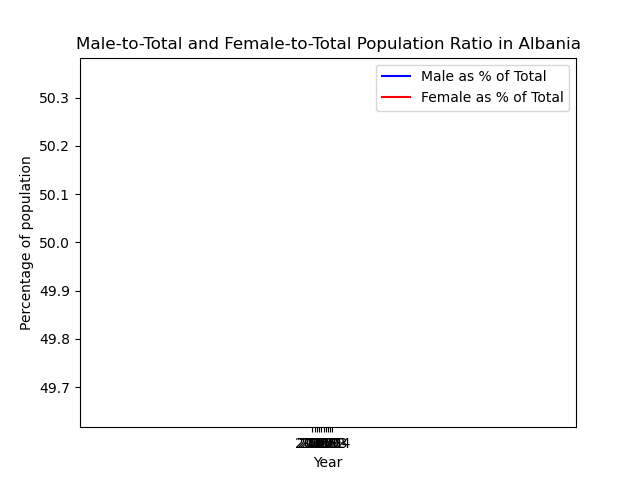 Male-to-Total and Female-to-Total Population Ratio in Albania
Male as % of Total
Female as % of Total
50.3
50.2
50.1
50.0
49.9
49.8
49.7
Percentage of population
Year